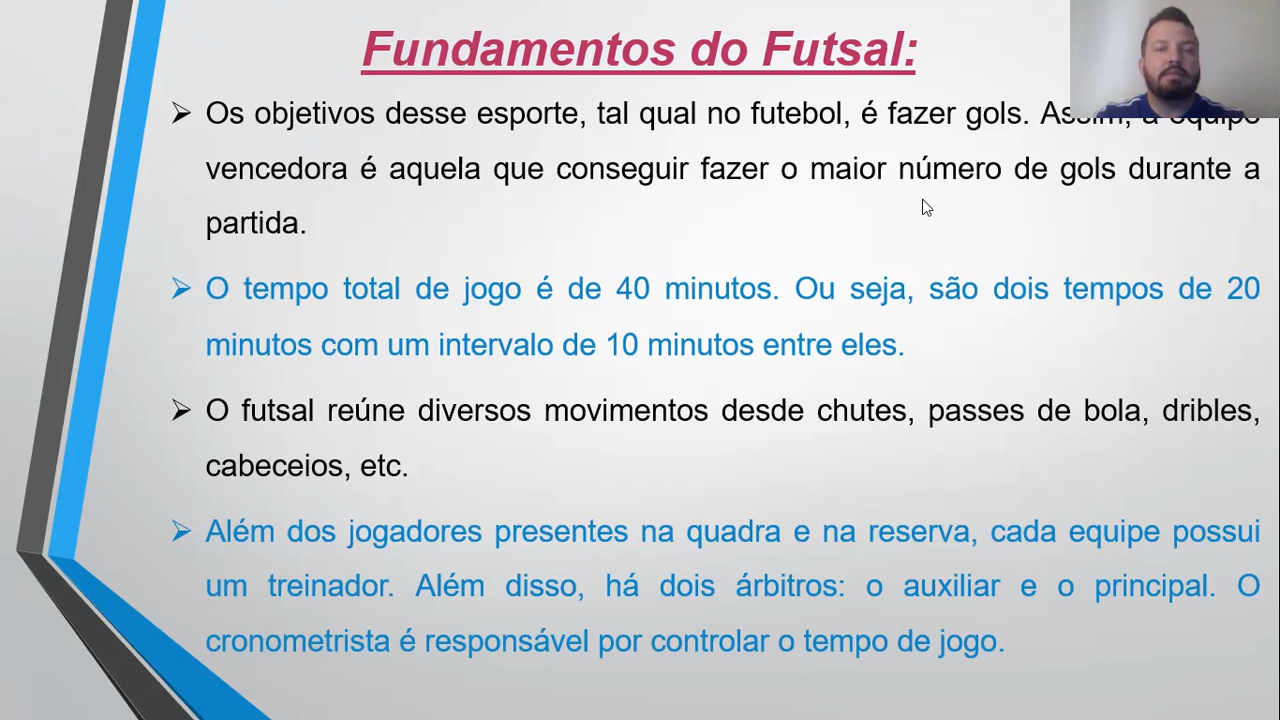 Fundamentos do Futsal:
Os objetivos desse esporte, tal qual no futebol, é fazer gols. Assim, a equipe
vencedora é aquela que conseguir fazer o maior número de gols durante a
partida.
O tempo total de jogo é de 40 minutos. Ou seja, são dois tempos de 20
minutos com um intervalo de 10 minutos entre eles.
O futsal reúne diversos movimentos desde chutes, passes de bola, dribles,
cabeceios, etc.
Além dos jogadores presentes na quadra e na reserva, cada equipe possui
um treinador. Além disso, há dois árbitros: o auxiliar e o principal. O
cronometrista é responsável por controlar o tempo de jogo.